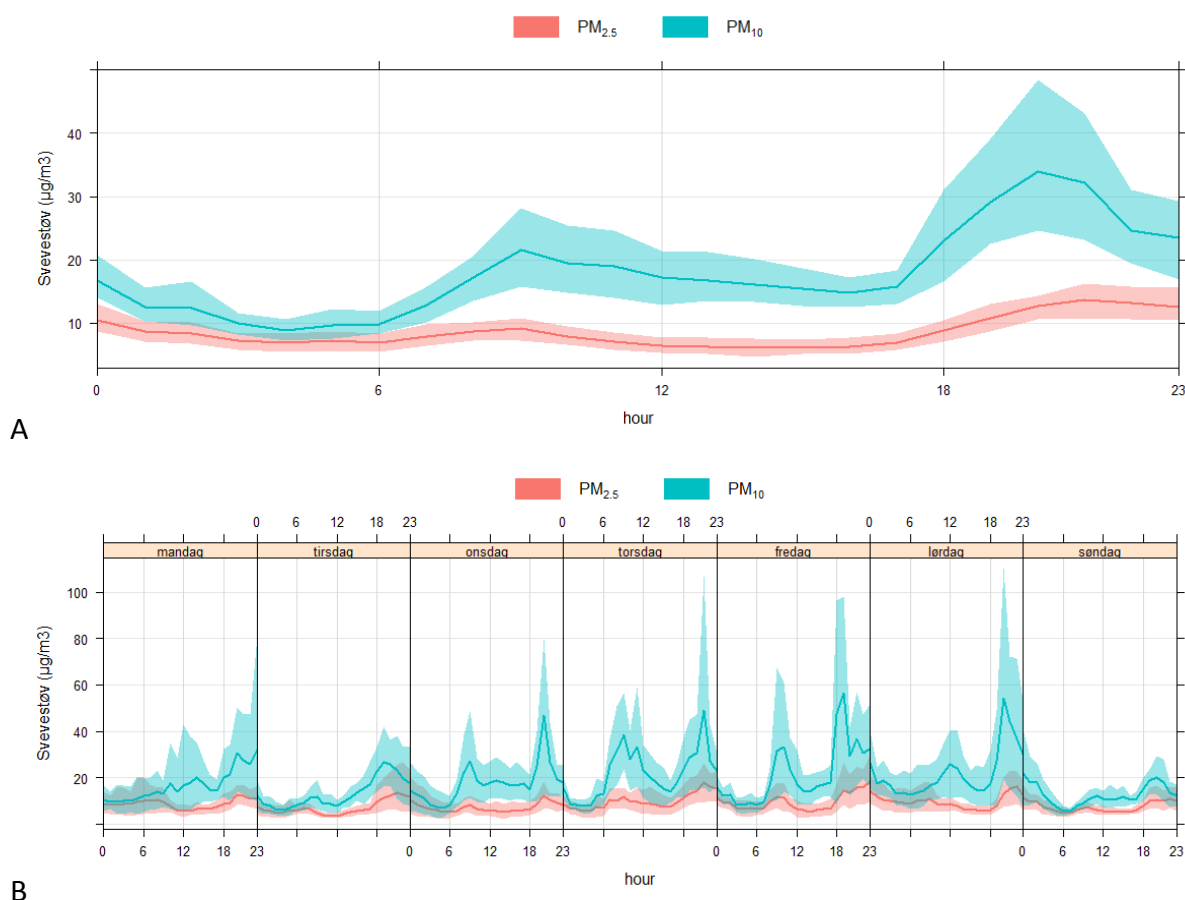 PM2.5 PM10
40
30
20
10
Svevestøv (µg/m3)
0 6 12 18 23
hour
A
PM2.5 PM10
0 6 12 18 23 0 6 12 18 23 0 6 12 18 23
mandag tirsdag onsdag torsdag fredag lørdag søndag
100
80
60
40
20
Svevestøv (µg/m3)
0 6 12 18 23 0 6 12 18 23 0 6 12 18 23 0 6 12 18 23
hour
B